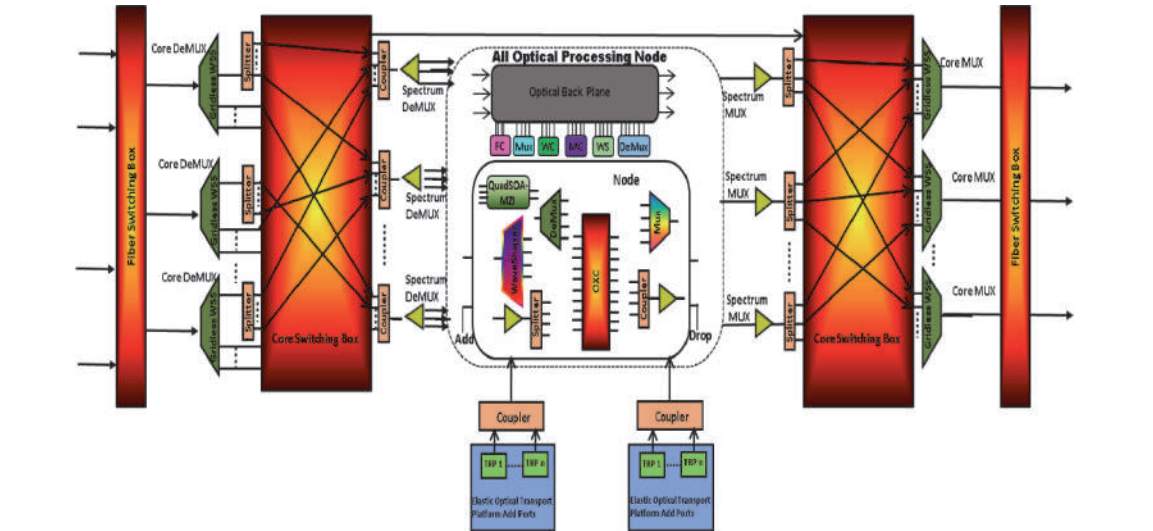 Fiber Switching Box
Core DeMUX
Gridless WSS
Splitter
Core DeMUX
Gridless WSS
Splitter
Core DeMUX
Gridless WSS
Splitter
Core Switching Box
Coupler
Spectrum
DeMUX
Coupler
Spectrum
DeMUX
Coupler
Spectrum
DeMUX
All Optical Processing Node
Optical Back Plane
FC
Mux
WC
MC
WS
DeMux
Node
QuadSOA-
MZI
DeMux
WaveShaper
Splitter
OXC
Mux
Coupler
Add
Drop
Coupler
TRP 1
TRP n
Elastic Optical Transport
Platform Add Ports
Coupler
TRP 1
TRP n
Elastic Optical Transport
Platform Add Ports
Spectrum
MUX
Splitter
Spectrum
MUX
Splitter
Spectrum
MUX
Splitter
Core Switching Box
Gridless WSS
Core MUX
Gridless WSS
Core MUX
Gridless WSS
Core MUX
Fiber Switching Box